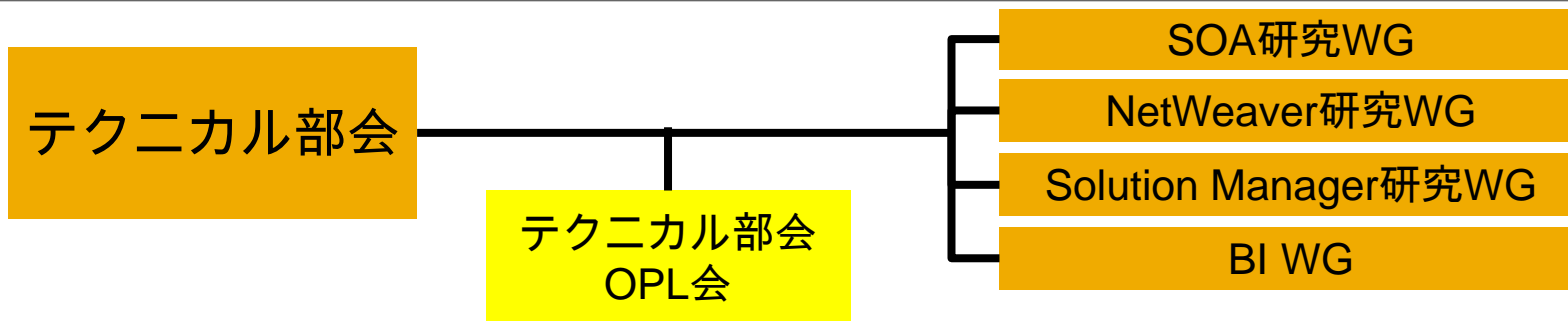 テクニカル部会
テクニカル部会
OPL会
SOA研究WG
NetWeaver研究WG
Solution Manager研究WG
BI WG